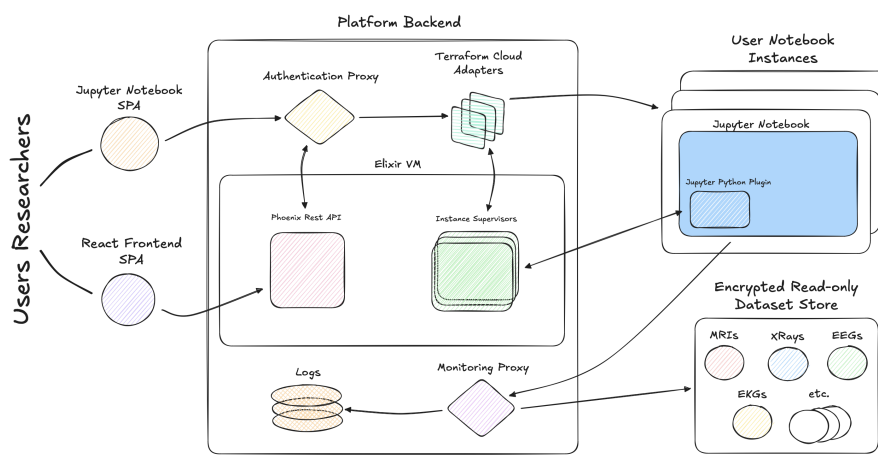 Platform Backend
User Notebook
Instances
Terraform Cloud
Adapters
Authentication Proxy
Jupyter Notebook
SPA
Jupyter Notebook
Users Researchers
Elixir VM
Jupyter Python Plugin
Phoenix Rest API
Instance Supervisors
React Frontend
SPA
Encrypted Read-only
Dataset Store
MRIs
xRays
EEGs
Logs
Monitoring Proxy
EKGs
etc.